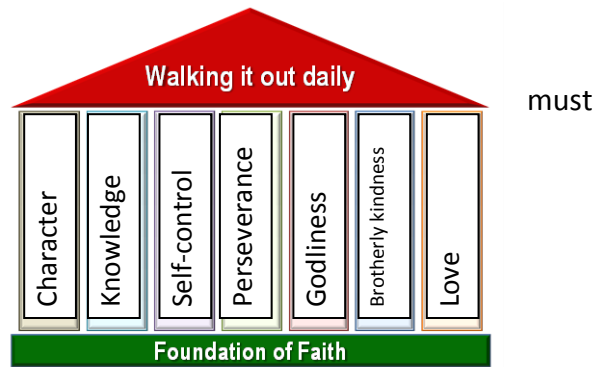 Walking it out daily
must
Character
Knowledge
Self-control
Perseverance
Godliness
Brotherly kindness
Love
Foundation of Faith